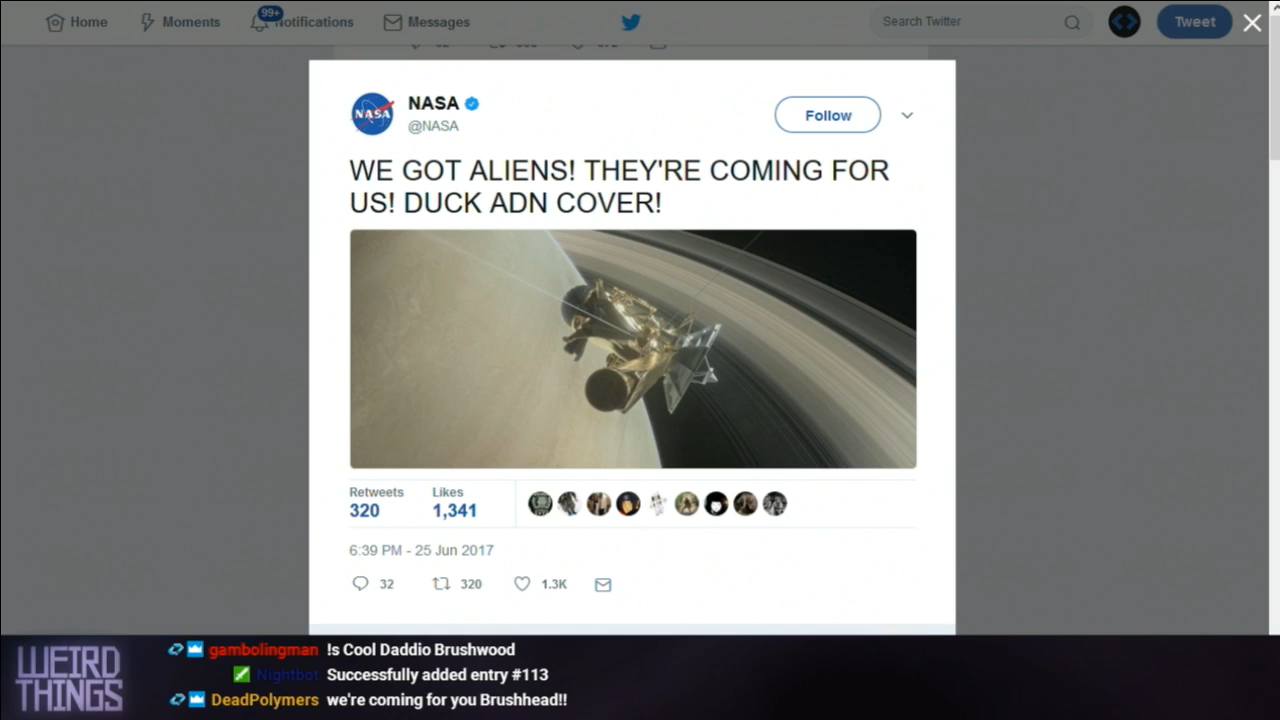 Home
Moments
99+
Notifications
Messages
Search Twitter
Tweet
NASA
NASA
@NASA
Follow
WE GOT ALIENS! THEY'RE COMING FOR
US! DUCK ADN COVER!
Retweets
320
Likes
1,341
6:39 PM - 25 Jun 2017
32
320
1.3K
WEIRD
THINGS
gambolingman !s Cool Daddio Brushwood
Nightbot Successfully added entry #113
DeadPolymers we're coming for you Brushhead!!